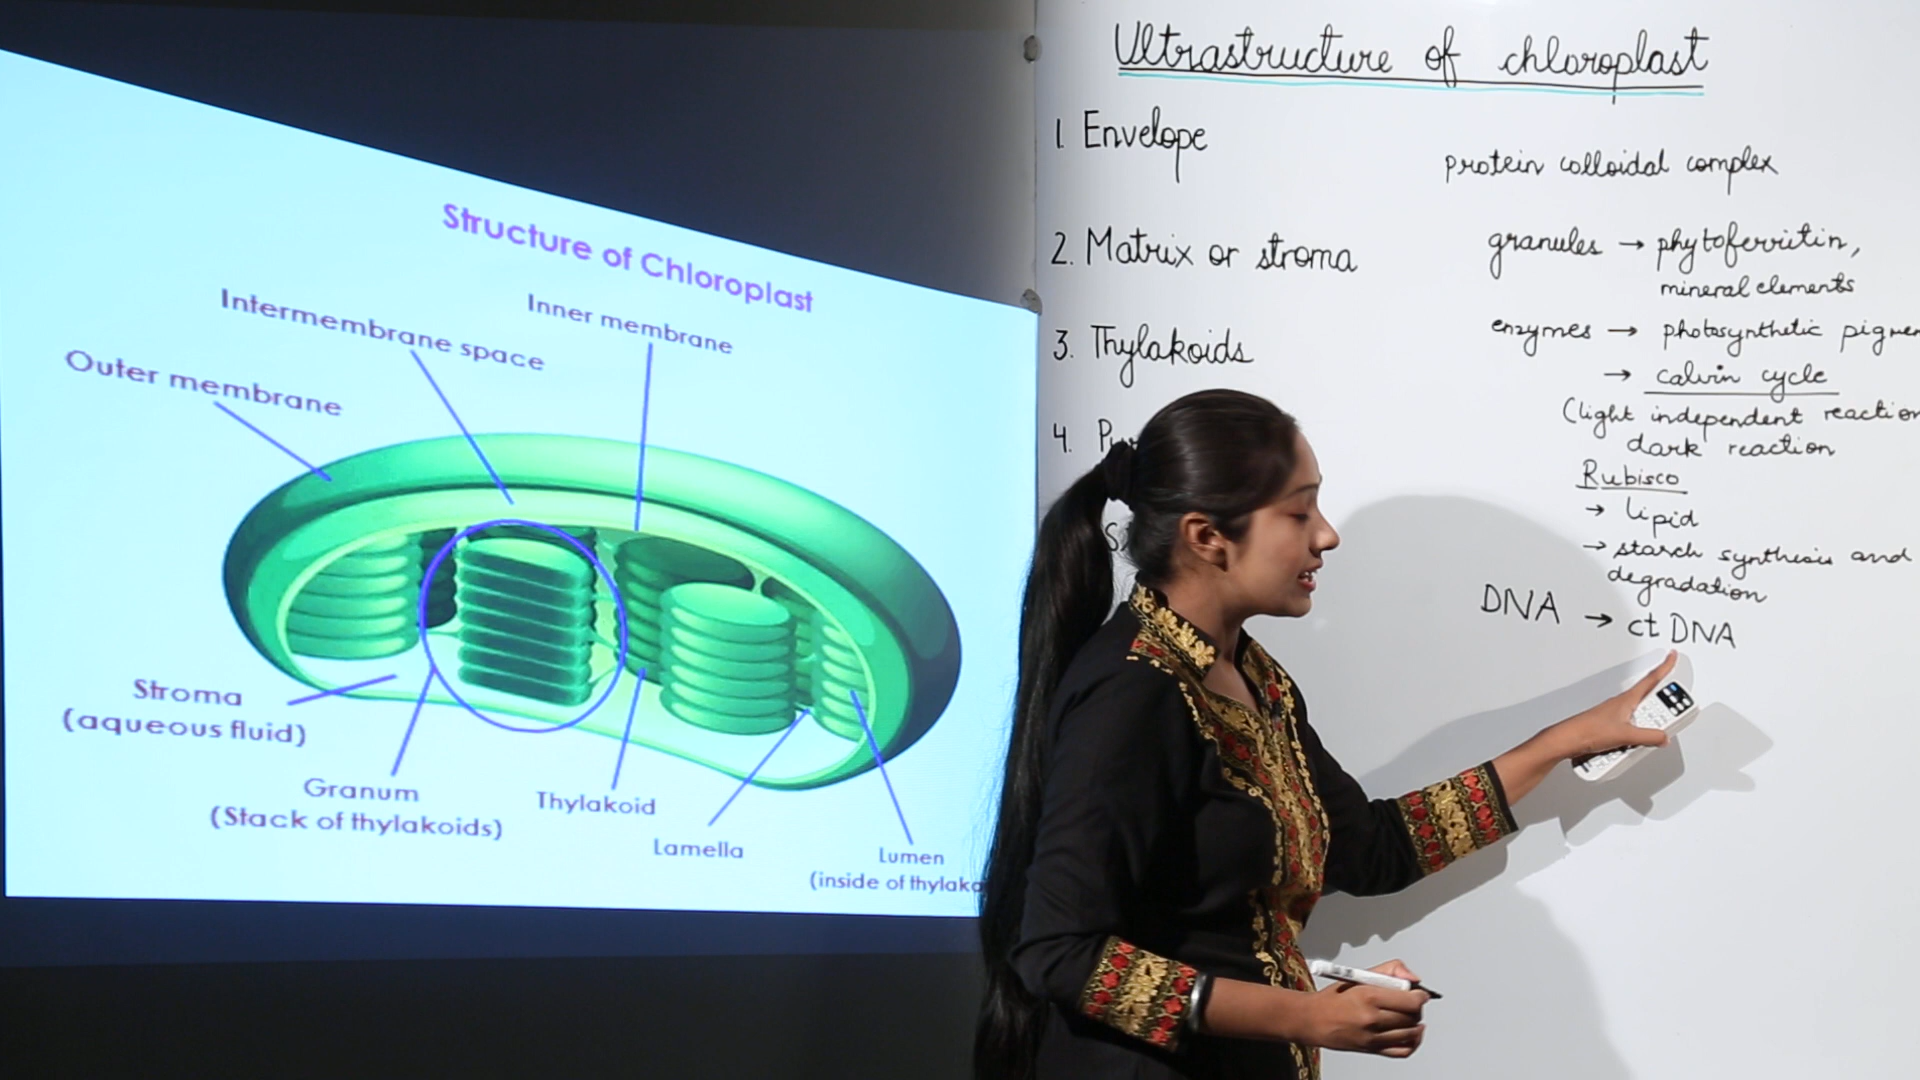 Structure of Chloroplast
Intermembrane space
Inner membrane
Outer membrane
Stroma
(aqueous fluid)
Granum
(Stack of thylakoids)
Thylakoid
Lamella
Lumen
(inside of
Ultrastructure of chloroplast
1. Envelope
2. Matrix or stroma
3. Thylakoids
4.
protein colloidal complex
granules → phytoferritin,
mineral elements
enzymes → photosynthetic
→ calvin cycle
(light independent
dark reaction
Rubisco
→ lipid
→ starch synthesis and
degradation
DNA → ct DNA